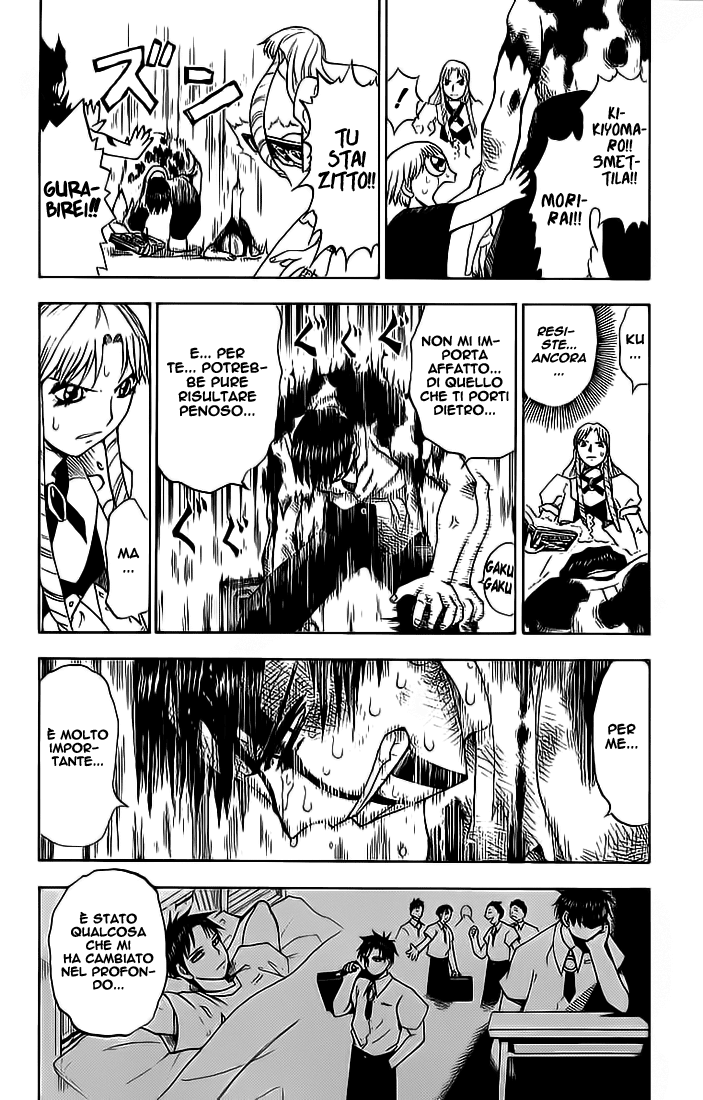 KI-
KIYOMA-
RO!!
SMET-
TILA!!
MORI-
RAI!!
!
TU
STAI
ZITTO!!
ズン
GURA-
BIREI!!
KU
...
RESI-
STE...
ANCORA
...
NON MI IM-
PORTA
AFFATTO...
DI QUELLO
CHE TI PORTI
DIETRO...
ぐぐ
E... PER
TE... POTREB-
BE PURE
RISULTARE
PENOSO...
ぐぐ
GAKU
GAKU
MA
...
PER
ME...
È MOLTO
IMPOR-
TANTE...
È STATO
QUALCOSA
CHE MI
HA CAMBIATO
NEL PROFON-
DO...